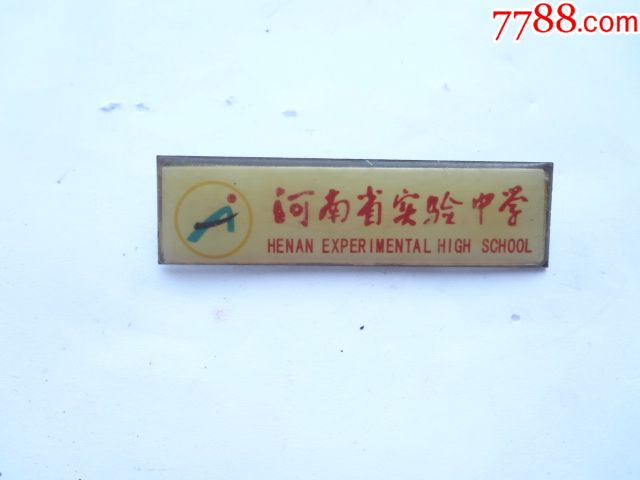 7788.com
河南省实验中学
HENAN EXPERIMENTAL HIGH SCHOOL